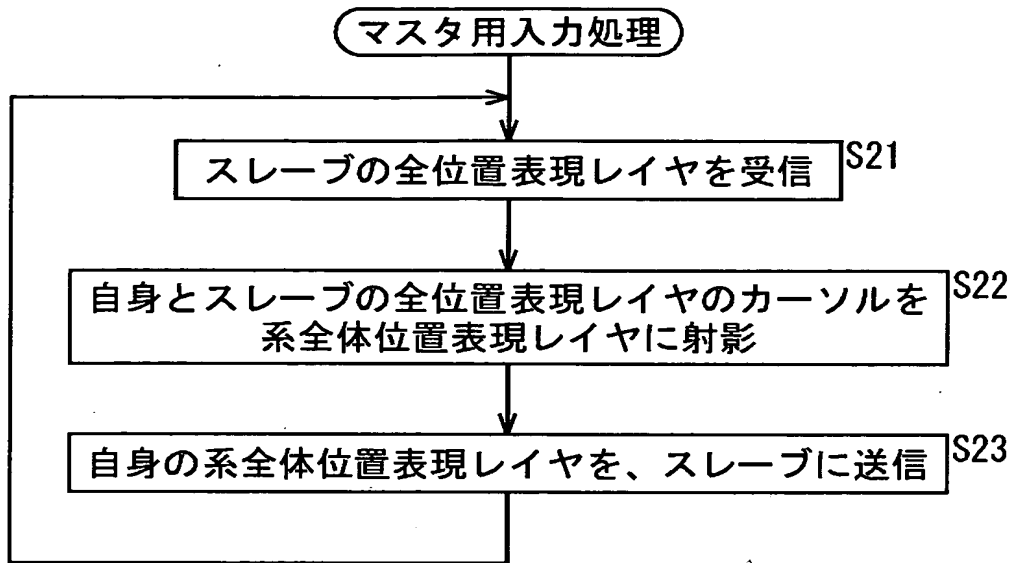 マスタ用入力処理
スレーブの全位置表現レイヤを受信
S21
自身とスレーブの全位置表現レイヤのカーソルを
系全体位置表現レイヤに射影
S22
自身の系全体位置表現レイヤを、スレーブに送信
S23